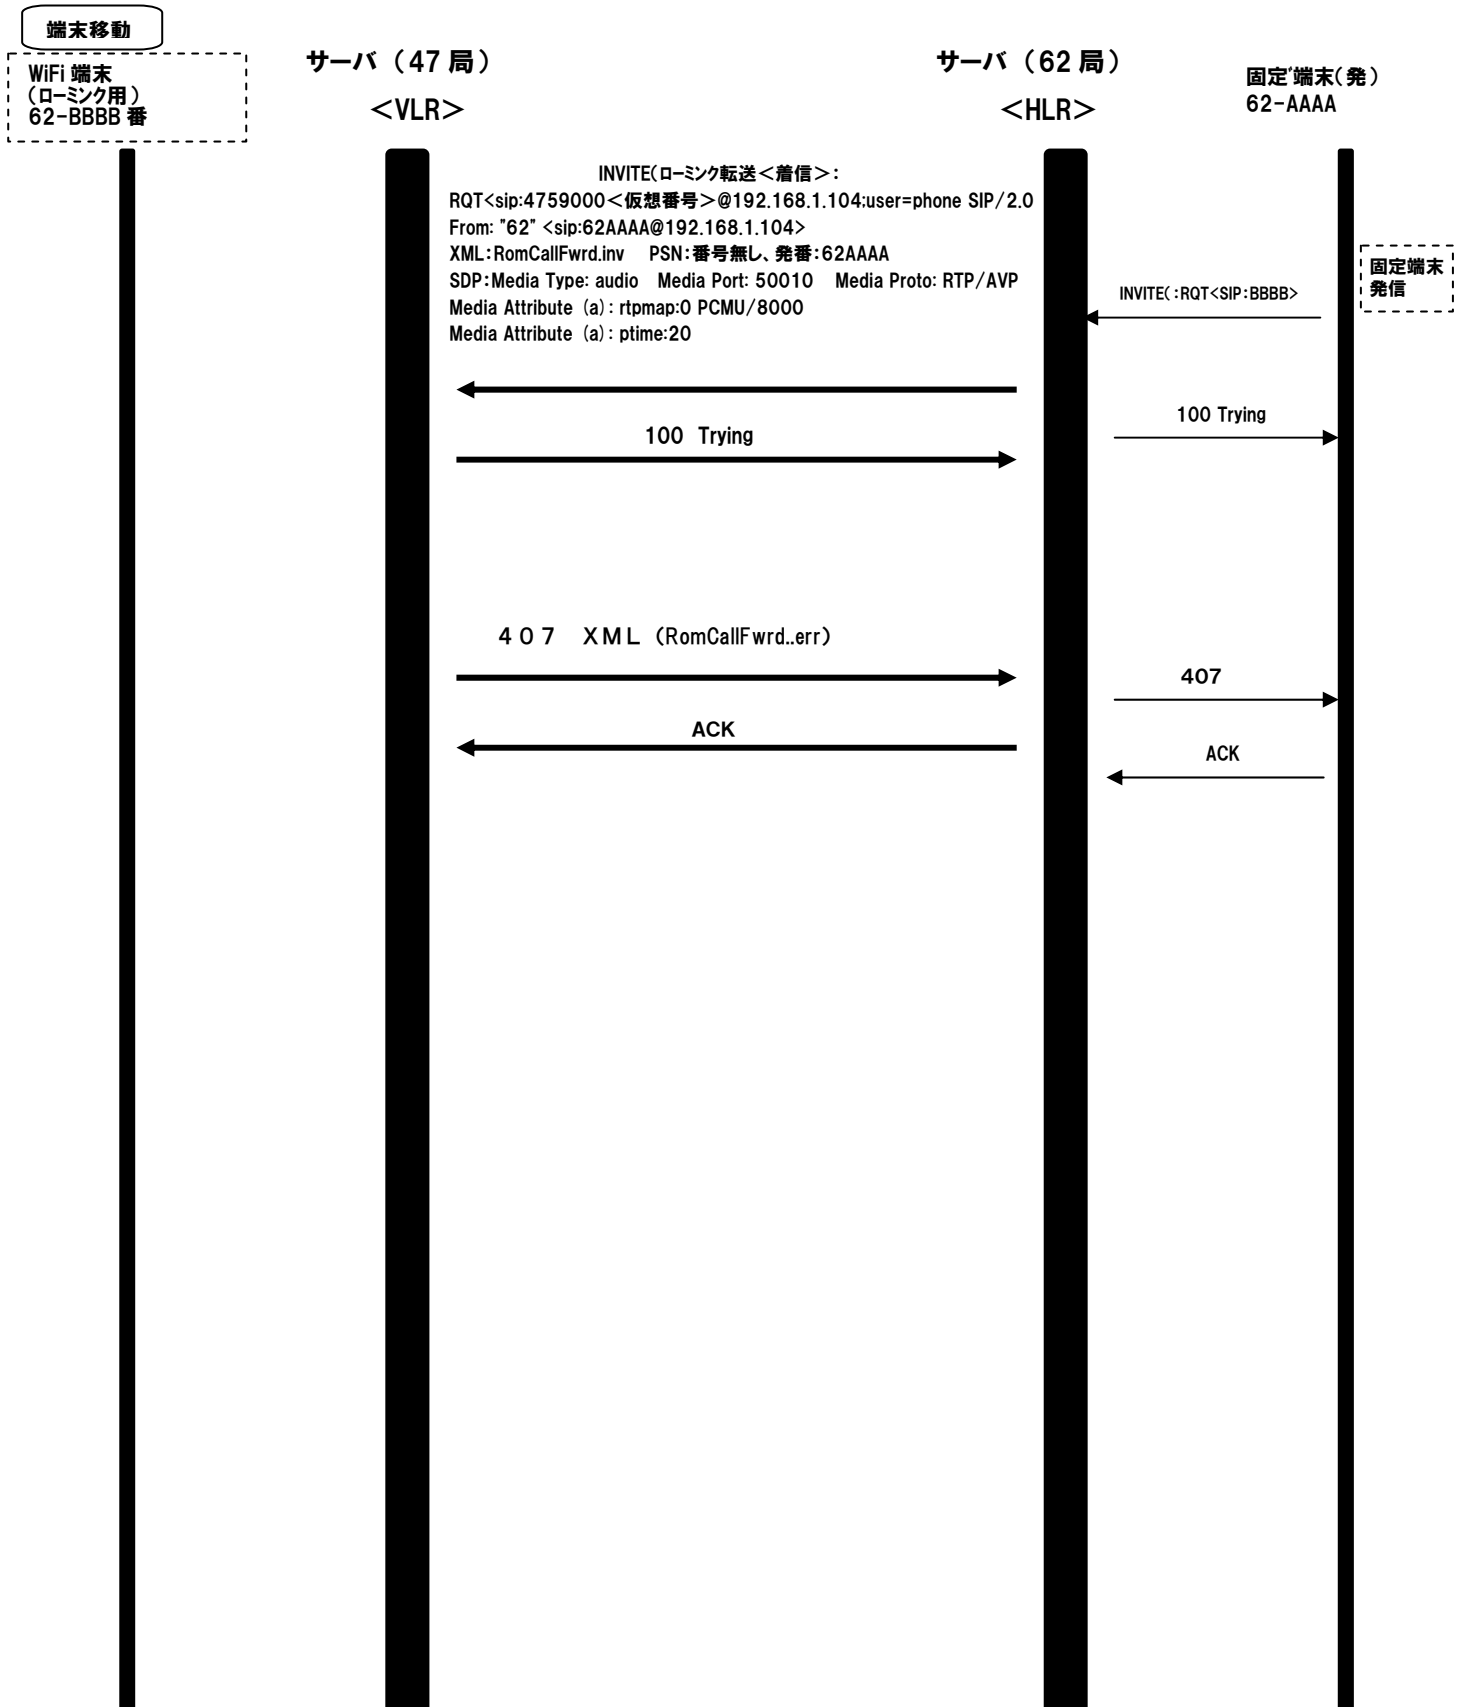 端末移動
WiFi 端末
（ローミンク用）
62-BBBB 番
サーバ（47 局）
＜VLR＞
サーバ（62 局）
＜HLR＞
固定゙端末（発）
62-AAAA
INVITE（ローミンク転送＜着信＞：
RQT<sip:4759000＜仮想番号＞@192.168.1.104;user=phone SIP/2.0
From: "62" <sip:62AAAA@192.168.1.104>
XML：RomCallFwrd.inv PSN：番号無し、発番：62AAAA
SDP：Media Type: audio Media Port: 50010 Media Proto: RTP/AVP
Media Attribute (a): rtpmap:0 PCMU/8000
Media Attribute (a): ptime:20
固定端末
発信
INVITE（：RQT<SIP：BBBB>
100 Trying
100 Trying
４０７ ＸＭＬ（RomCallFwrd..err）
407
ACK
ACK